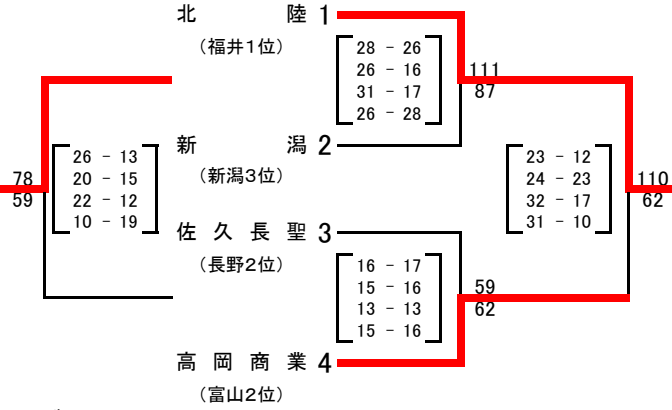 北陸 1
(福井1位)
28 - 26
26 - 16
31 - 17
26 - 28
111
87
新潟 2
(新潟3位)
26 - 13
20 - 15
22 - 12
10 - 19
78
59
23 - 12
24 - 23
32 - 17
31 - 10
110
62
佐久長聖 3
(長野2位)
16 - 17
15 - 16
13 - 13
15 - 16
59
62
高岡商業 4
(富山2位)